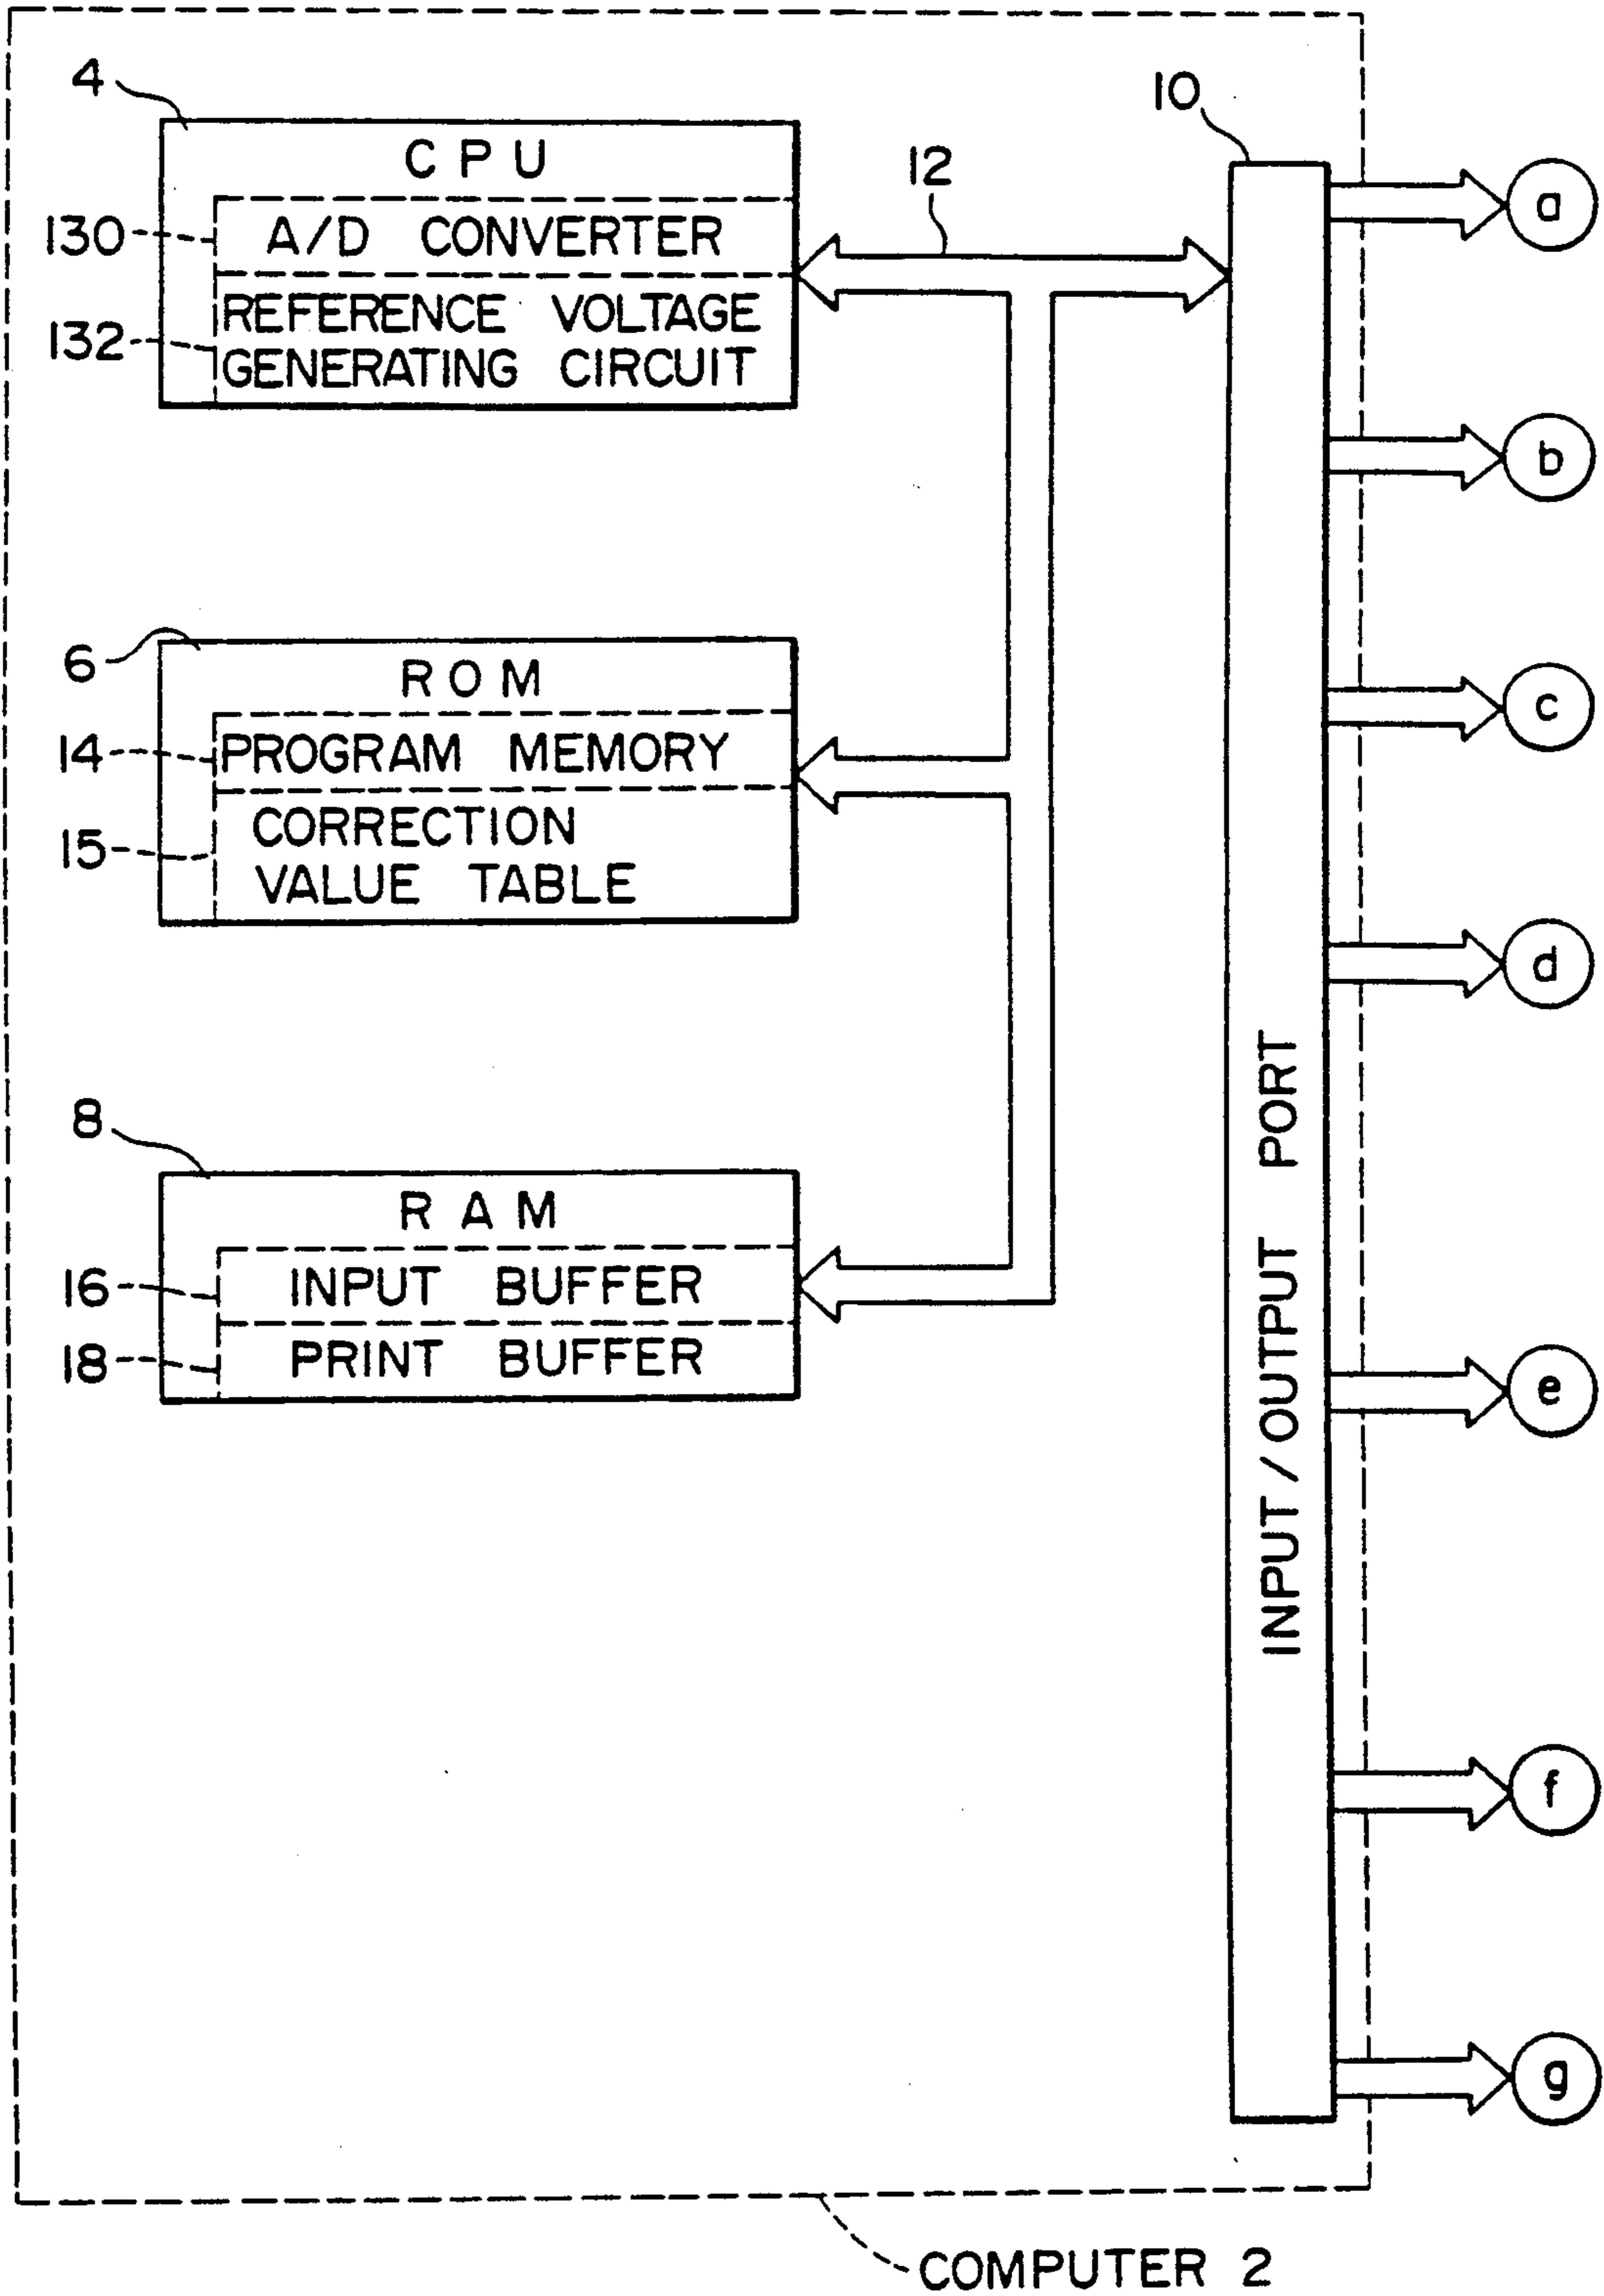 4
CPU
130
A/D CONVERTER
132
REFERENCE VOLTAGE
GENERATING CIRCUIT
12
10
a
b
6
ROM
14
PROGRAM MEMORY
15
CORRECTION
VALUE TABLE
c
d
8
RAM
16
INPUT BUFFER
18
PRINT BUFFER
INPUT/OUTPUT PORT
e
f
g
COMPUTER 2